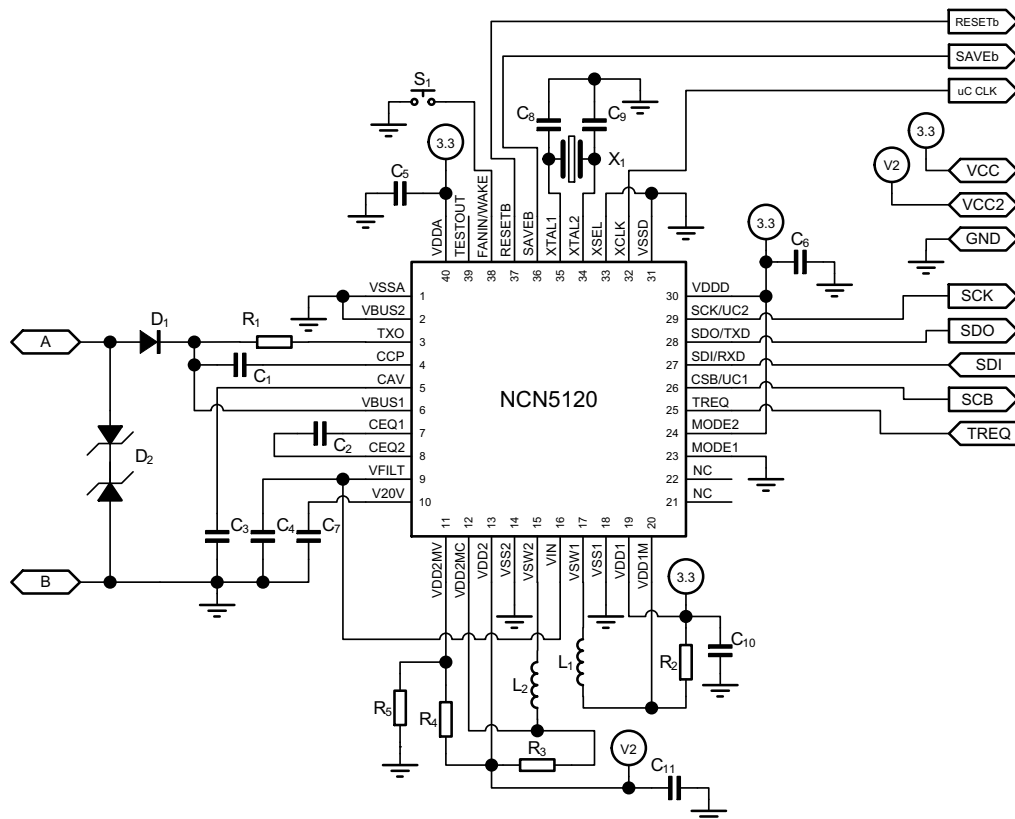 RESETb
SAVEb
uC CLK
S1
C8
C9
X1
3.3
3.3
V2
VCC
VCC2
GND
C5
3.3
C6
VDDA
TESTOUT
FANIN/WAKE
RESETB
SAVEB
XTAL1
XTAL2
XSEL
XCLK
VSSD
40
39
38
37
36
35
34
33
32
31
VSSA
1
VBUS2
2
TXO
3
CCP
4
CAV
5
VBUS1
6
CEQ1
7
CEQ2
8
VFILT
9
V20V
10
NCN5120
30
VDDD
29
SCK/UC2
28
SDO/TXD
27
SDI/RXD
26
CSB/UC1
25
TREQ
24
MODE2
23
MODE1
22
NC
21
NC
SCK
SDO
SDI
SCB
TREQ
A
D1
R1
C1
C2
D2
B
C3
C4
C7
11
12
13
14
15
16
17
18
19
20
VDD2MV
VDD2MC
VDD2
VSS2
VSW2
VIN
VSW1
VSS1
VDD1
VDD1M
3.3
C10
R2
L1
L2
R5
R4
R3
V2
C11